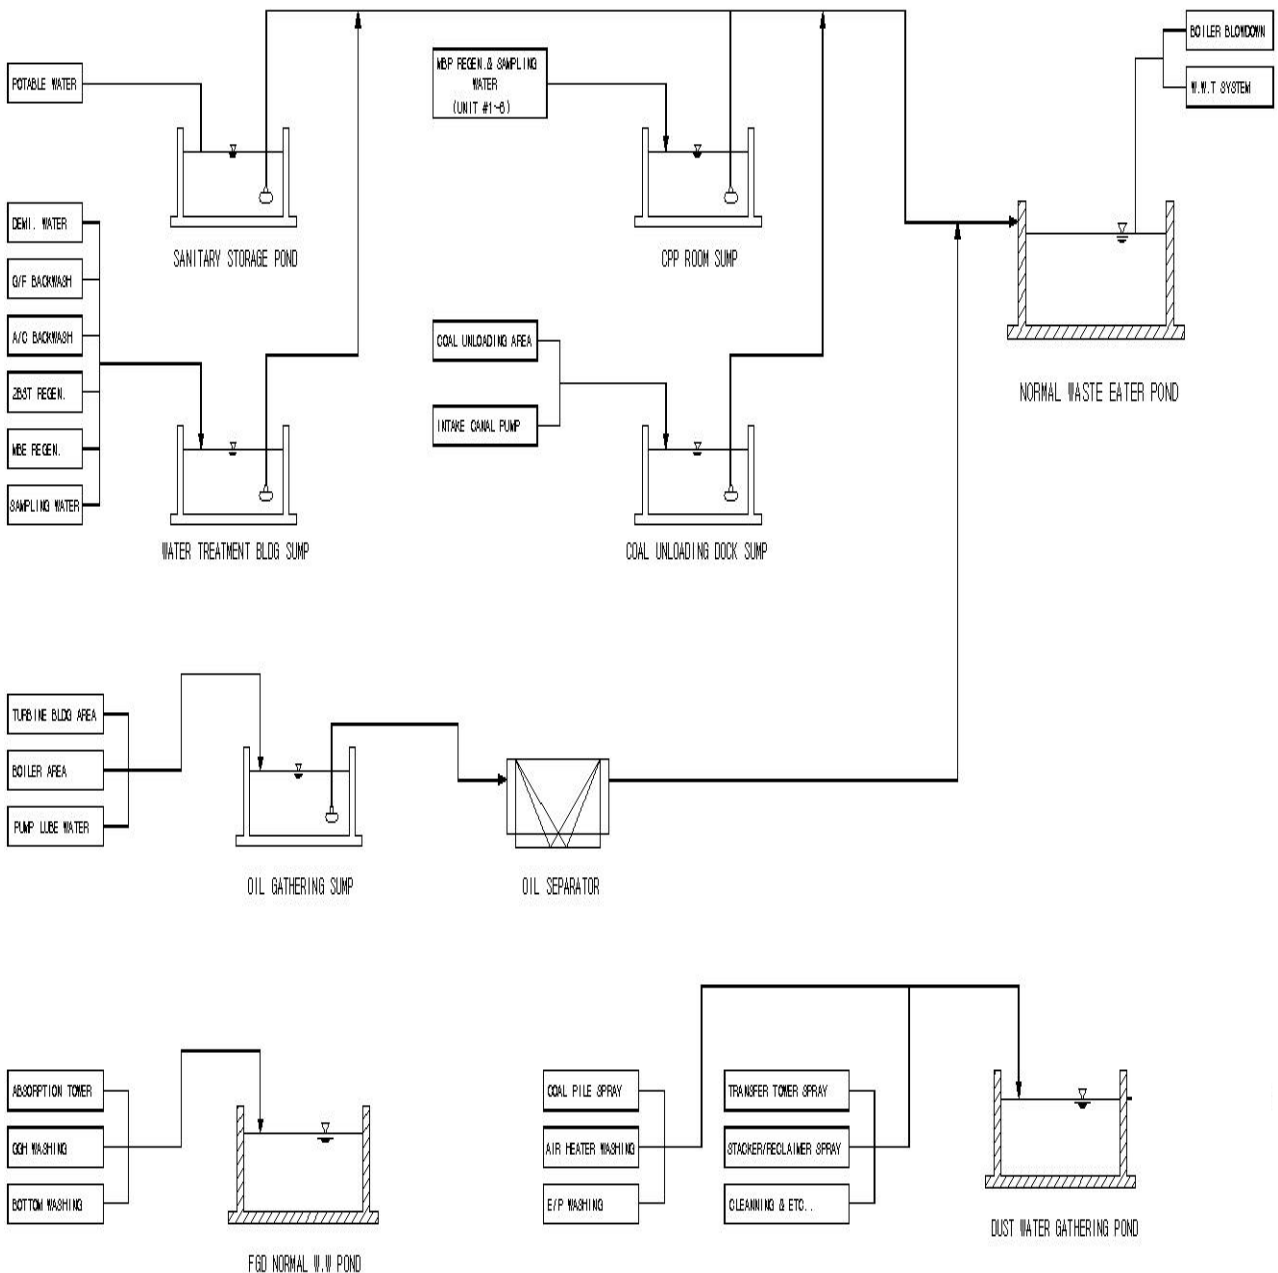 BOILER BLOWDOWN
W.W.T SYSTEM
POTABLE WATER
MBP REGEN.& SAMPLING
WATER
(UNIT #1~6)
SANITARY STORAGE POND
CPP ROOM SUMP
DEMI. WATER
G/F BACKWASH
A/C BACKWASH
2B3T REGEN.
MBE REGEN.
SAMPLING WATER
COAL UNLOADING AREA
INTAKE CANAL PUMP
NORMAL WASTE EATER POND
WATER TREATMENT BLDG SUMP
COAL UNLOADING DOCK SUMP
TURBINE BLDG AREA
BOILER AREA
PUMP LUBE WATER
OIL GATHERING SUMP
OIL SEPARATOR
ABSORPTION TOWER
GGH WASHING
BOTTOM WASHING
FGD NORMAL W.W POND
COAL PILE SPRAY
AIR HEATER WASHING
E/P WASHING
TRANSFER TOWER SPRAY
STACKER/RECLAIMER SPRAY
CLEANNING & ETC..
DUST WATER GATHERING POND